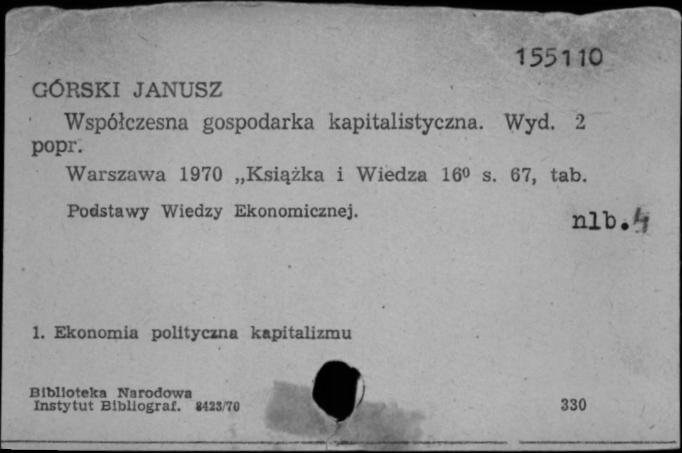 155110
GÓRSKI JANUSZ
Współczesna gospodarka kapitalistyczna. Wyd. 2
popr.
Warszawa 1970 „Książka i Wiedza 16⁰ s. 67, tab.
Podstawy Wiedzy Ekonomicznej.
nlb. 4
1. Ekonomia polityczna kapitalizmu
Biblioteka Narodowa
Instytut Bibliograf. 8423/70
330